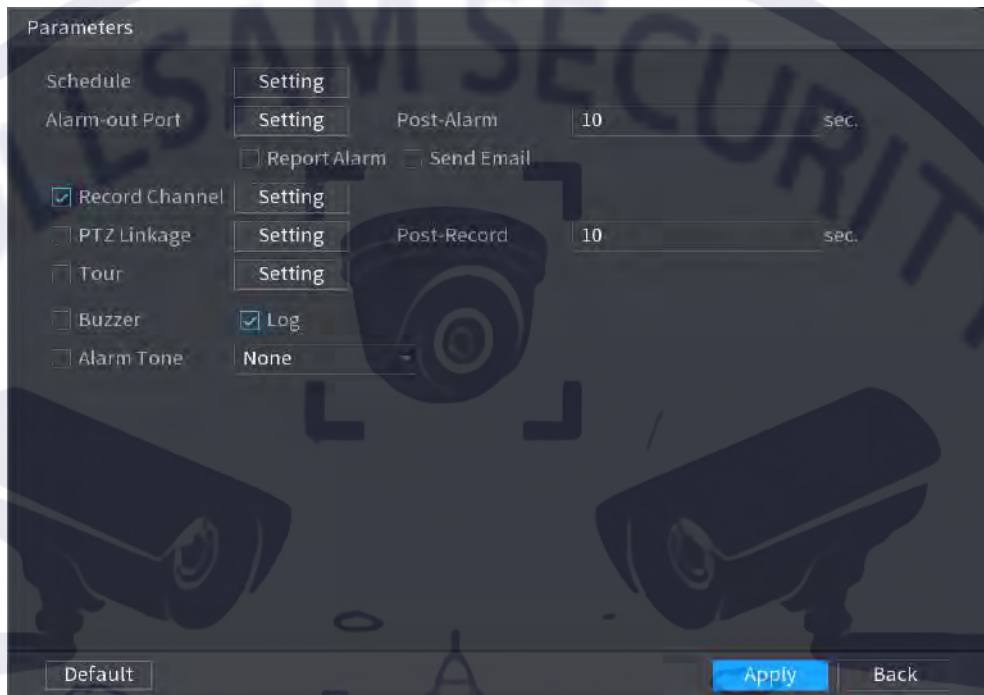 Parameters
Schedule Setting
Alarm-out Port Setting Post-Alarm 10 sec.
Report Alarm Send Email
Record Channel Setting
PTZ Linkage Setting Post-Record 10 sec.
Tour Setting
Buzzer Log
Alarm Tone None
Default Apply Back
SECURITY